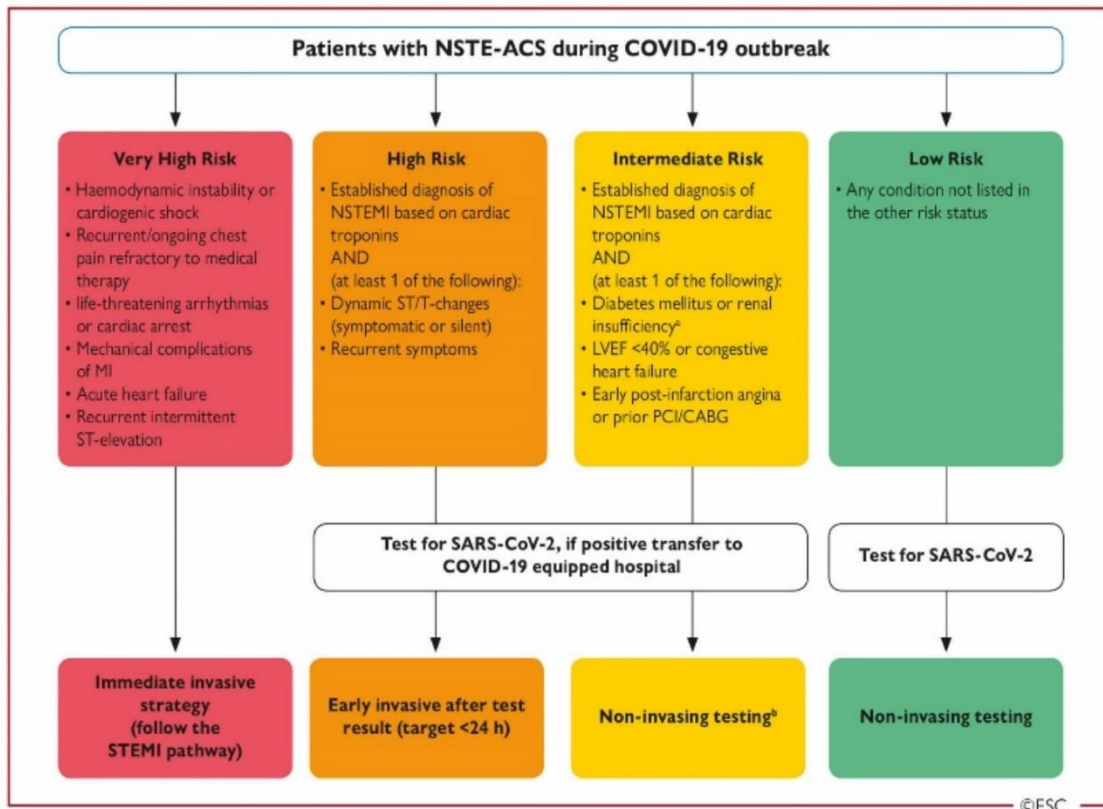 Patients with NSTE-ACS during COVID-19 outbreak
Very High Risk
• Haemodynamic instability or
cardiogenic shock
• Recurrent/ongoing chest
pain refractory to medical
therapy
• life-threatening arrhythmias
or cardiac arrest
• Mechanical complications
of MI
• Acute heart failure
• Recurrent intermittent
ST-elevation
High Risk
• Established diagnosis of
NSTEMI based on cardiac
troponins
AND
(at least 1 of the following):
• Dynamic ST/T-changes
(symptomatic or silent)
• Recurrent symptoms
Intermediate Risk
• Established diagnosis of
NSTEMI based on cardiac
troponins
AND
(at least 1 of the following):
• Diabetes mellitus or renal
insufficiencyª
• LVEF <40% or congestive
heart failure
• Early post-infarction angina
or prior PCI/CABG
Low Risk
• Any condition not listed in
the other risk status
Test for SARS-CoV-2, if positive transfer to
COVID-19 equipped hospital
Test for SARS-CoV-2
Immediate invasive
strategy
(follow the
STEMI pathway)
Early invasive after test
result (target <24 h)
Non-invasing testingᵇ
Non-invasing testing
©ESC